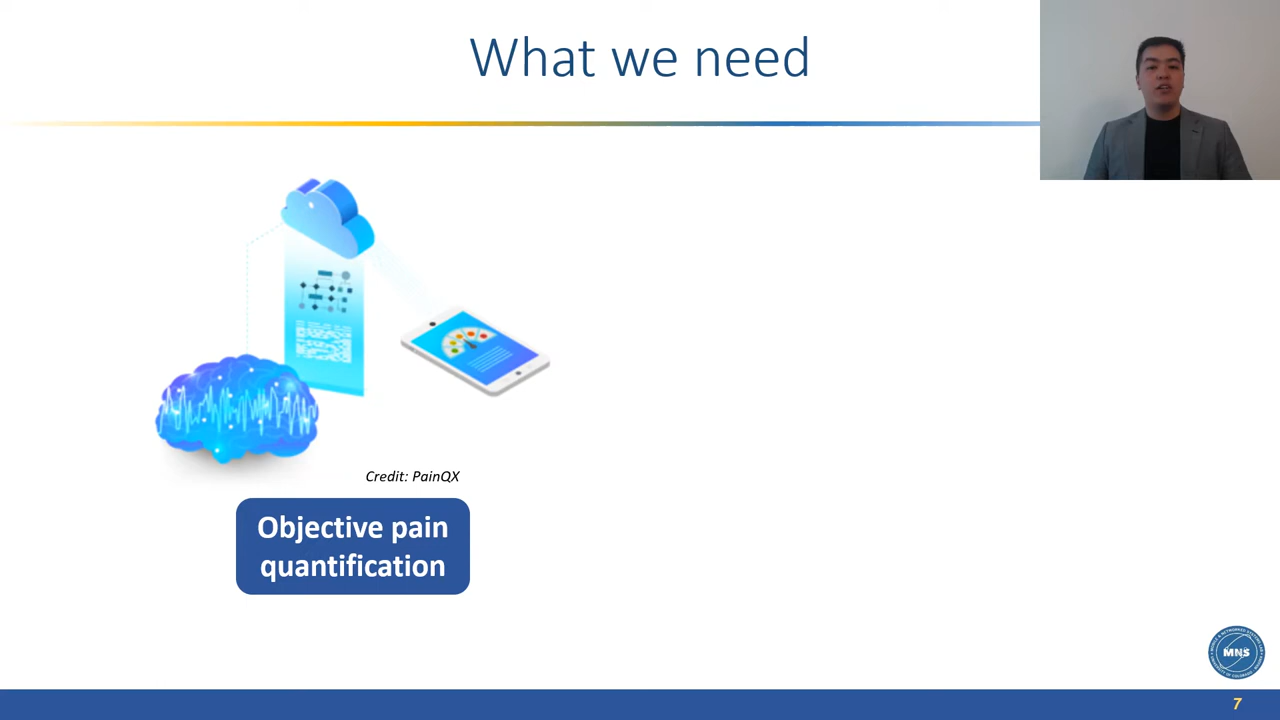 What we need
Credit: PainQX
Objective pain
quantification
MNS
7